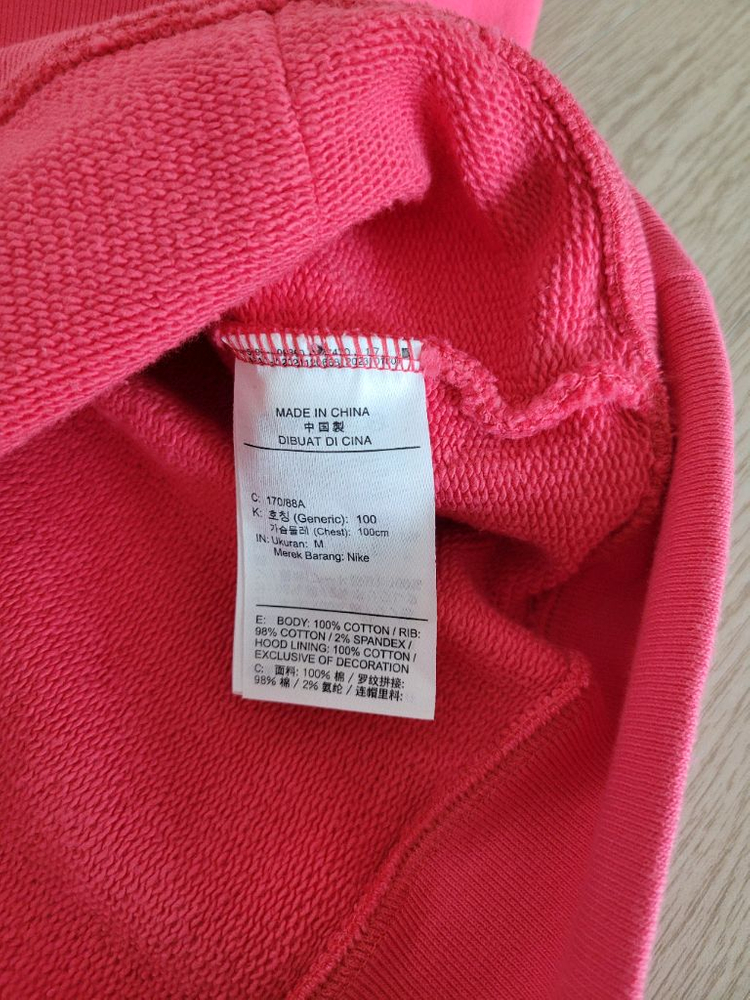 MADE IN CHINA
中国製
DIBUAT DI CINA
C: 170/88A
K: 호칭 (Generic): 100
가슴둘레 (Chest): 100cm
IN: Ukuran: M
Merek Barang: Nike
E: BODY: 100% COTTON / RIB:
98% COTTON / 2% SPANDEX /
HOOD LINING: 100% COTTON /
EXCLUSIVE OF DECORATION
C: 面料: 100% 棉 / 罗纹拼接:
98% 棉 / 2% 氨纶 / 连帽里料: